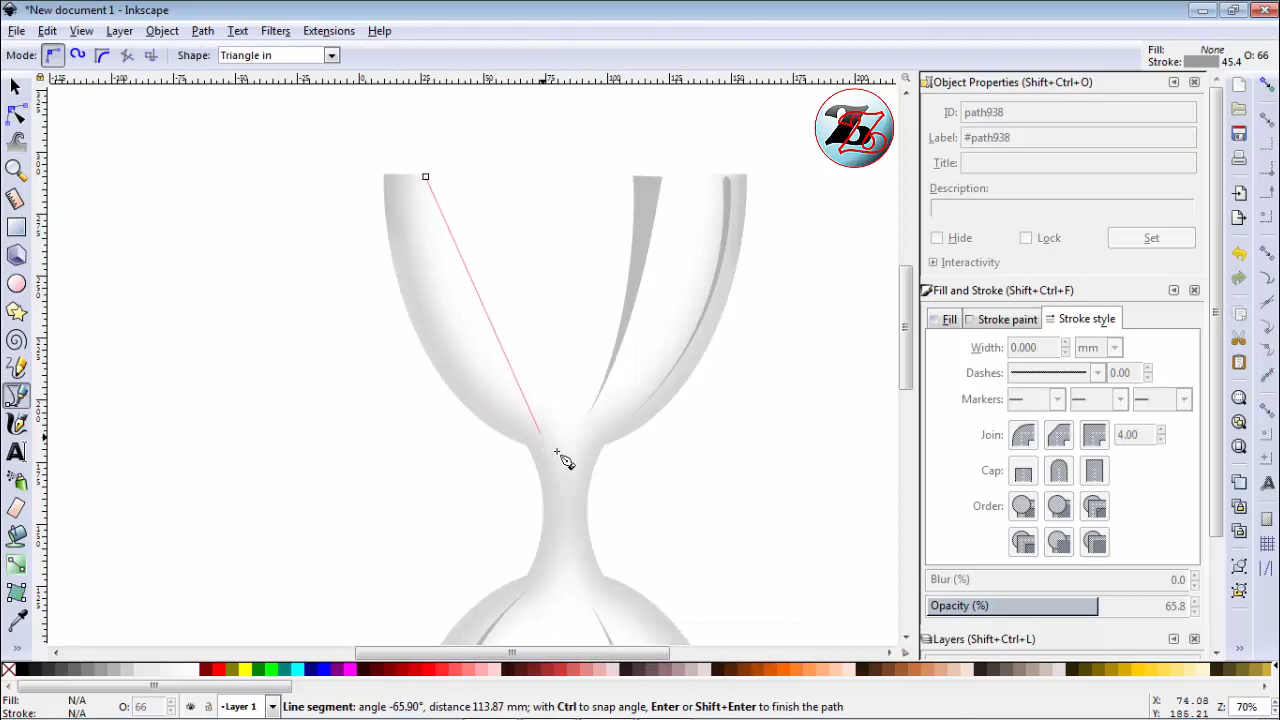 *New document1 - Inkscape
File Edit View Layer Object Path Text Filters Extensions Help
Mode: Shape: Triangle in
Fill: None
Stroke: 45.4 O: 66
Object Properties (Shift+Ctrl+O)
ID: path938
Label: #path938
Title:
Description:
Hide Lock Set
Interactivity
Fill and Stroke (Shift+Ctrl+F)
Fill Stroke paint Stroke style
Width: 0.000 mm
Dashes: 0.00
Markers:
Join: 4.00
Cap:
Order:
Blur (%) 0.0
Opacity (%) 65.8
Layers (Shift+Ctrl+L)
Fill: N/A
Stroke: N/A
O: 66
Layer 1
Line segment: angle -65.90°, distance 113.87 mm; with Ctrl to snap angle, Enter or Shift+Enter to finish the path
X: 74.08
Y: 185.21
Z: 70%